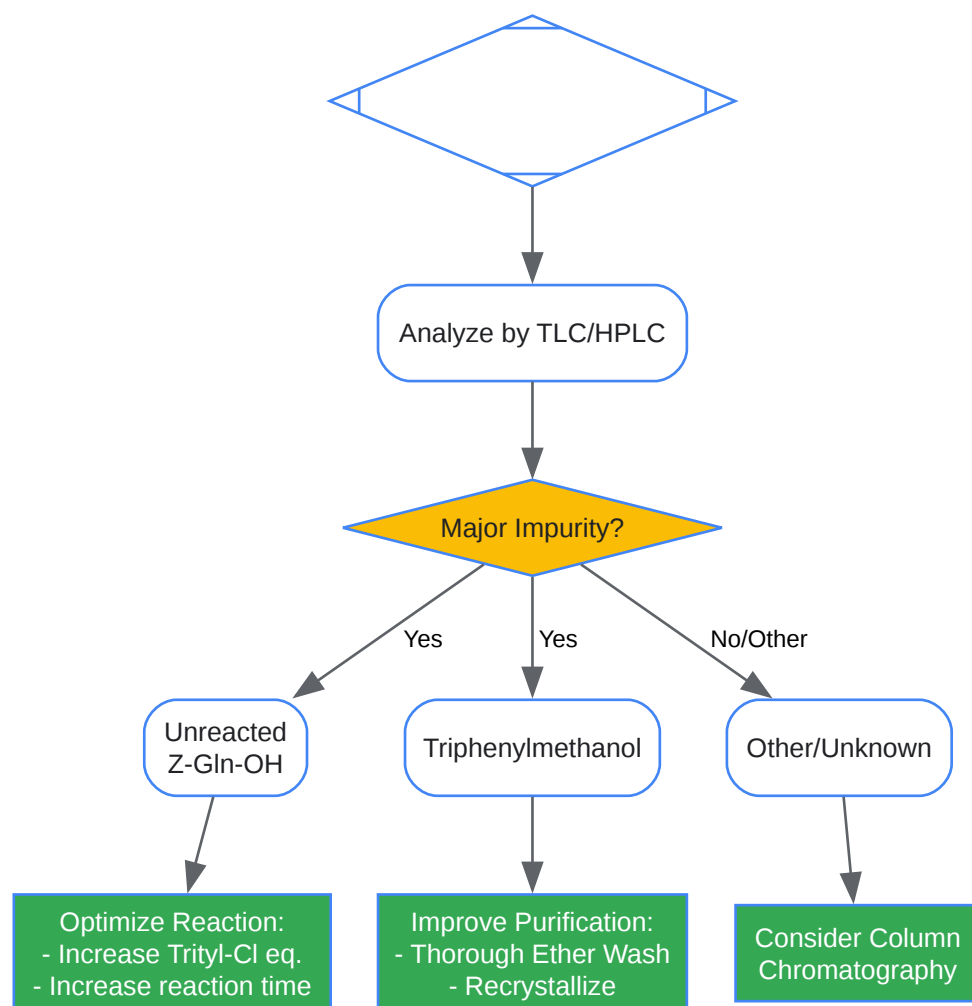 Analyze by TLC/HPLC
Major Impurity?
Yes
Yes
No/Other
Unreacted
Z-Gln-OH
Triphenylmethanol
Other/Unknown
Optimize Reaction:
- Increase Trityl-Cl eq.
- Increase reaction time
Improve Purification:
- Thorough Ether Wash
- Recrystallize
Consider Column
Chromatography